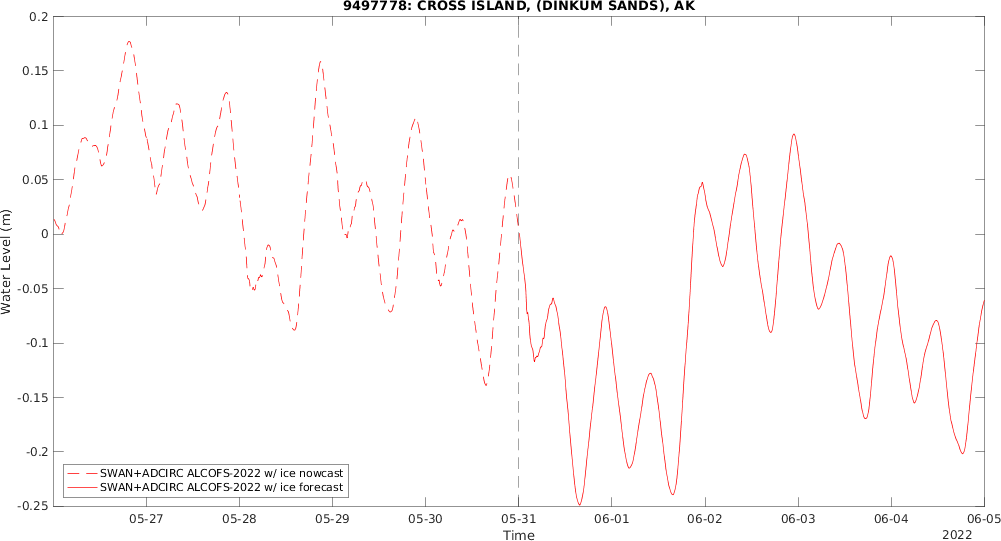 9497778: CROSS ISLAND, (DINKUM SANDS), AK
0.2
0.15
0.1
0.05
0
-0.05
-0.1
-0.15
-0.2
-0.25
Water Level (m)
SWAN+ADCIRC ALCOFS-2022 w/ ice nowcast
SWAN+ADCIRC ALCOFS-2022 w/ ice forecast
05-27 05-28 05-29 05-30 05-31 06-01 06-02 06-03 06-04 06-05
Time
2022